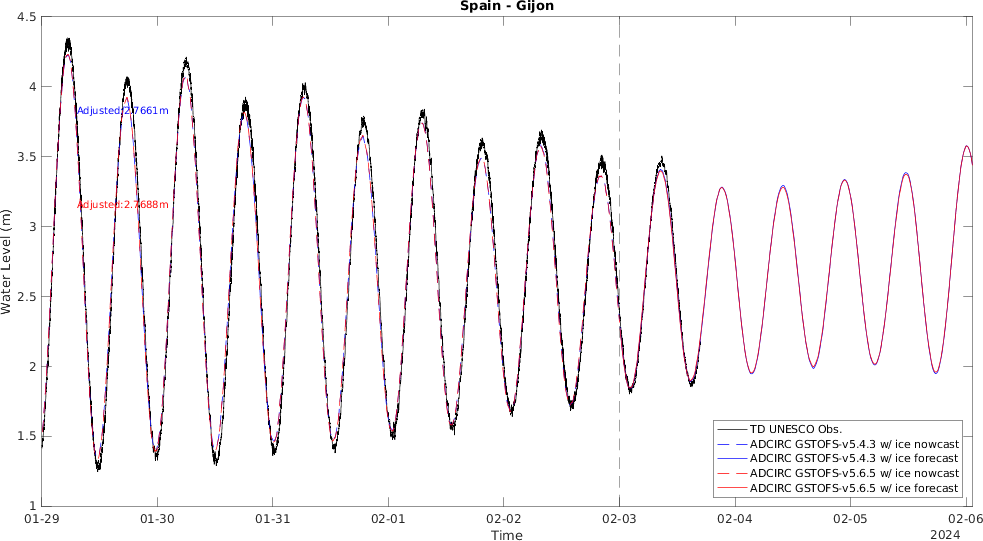 Spain - Gijon
4.5
4
3.5
3
2.5
2
1.5
1
Water Level (m)
Adjusted:2.7661m
Adjusted:2.7688m
TD UNESCO Obs.
ADCIRC GSTOFS-v5.4.3 w/ ice nowcast
ADCIRC GSTOFS-v5.4.3 w/ ice forecast
ADCIRC GSTOFS-v5.6.5 w/ ice nowcast
ADCIRC GSTOFS-v5.6.5 w/ ice forecast
01-29 01-30 01-31 02-01 02-02 02-03 02-04 02-05 02-06
Time
2024